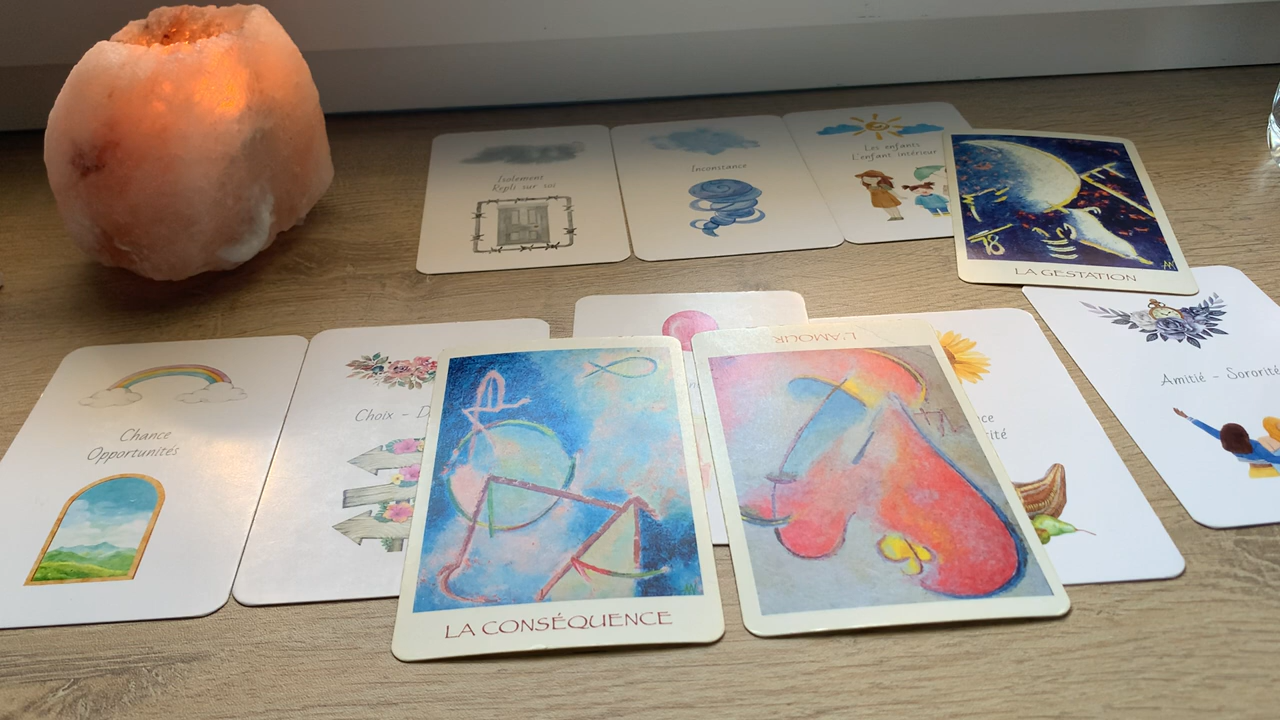 Isolement
Repli sur soi
Inconstance
Les enfants
L'enfant intérieur
78
LA GESTATION
Chance
Opportunités
Choix - D
L'AMOUR
LA CONSÉQUENCE
Amitié - Sororité